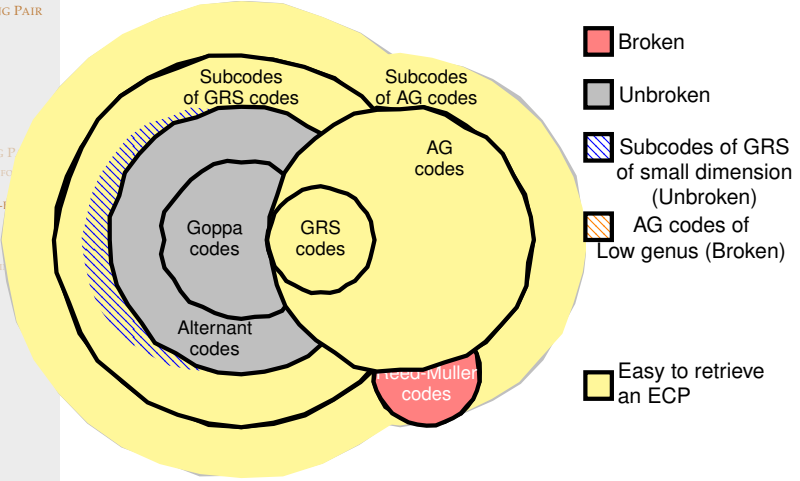 NG PAIR
Subcodes
of GRS codes
Subcodes
of AG codes
AG
codes
Goppa
codes
GRS
codes
Alternant
codes
Reed-Muller
codes
Broken
Unbroken
Subcodes of GRS
of small dimension
(Unbroken)
AG codes of
Low genus (Broken)
Easy to retrieve
an ECP